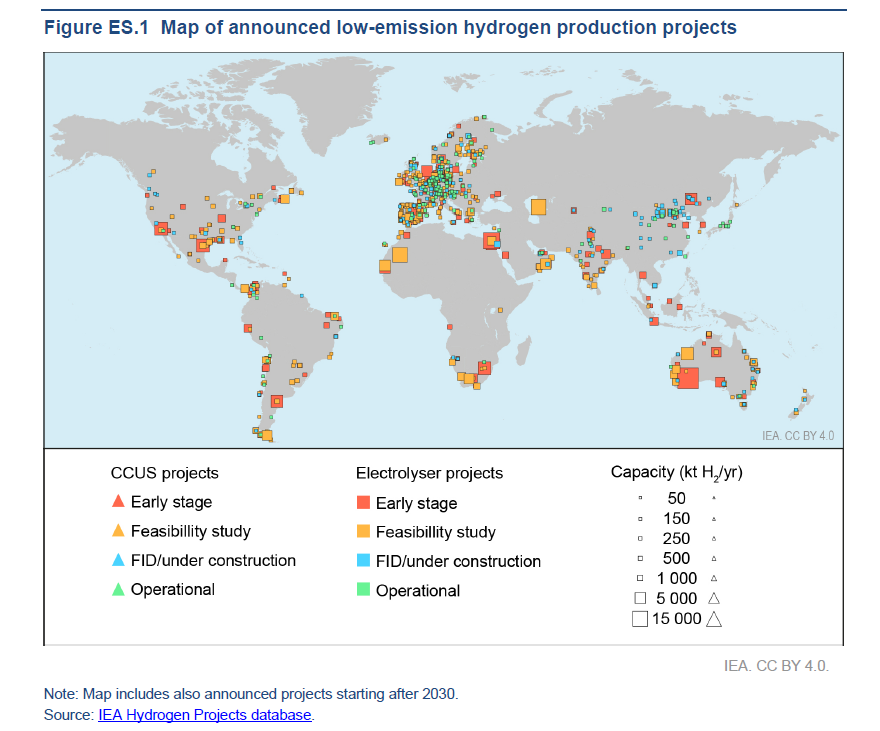 Figure ES.1 Map of announced low-emission hydrogen production projects
IEA. CC BY 4.0
CCUS projects
Early stage
Feasibillity study
FID/under construction
Operational
Electrolyser projects
Early stage
Feasibillity study
FID/under construction
Operational
Capacity (kt H2/yr)
50
150
250
500
1 000
5 000
15 000
IEA. CC BY 4.0.
Note: Map includes also announced projects starting after 2030.
Source: IEA Hydrogen Projects database.